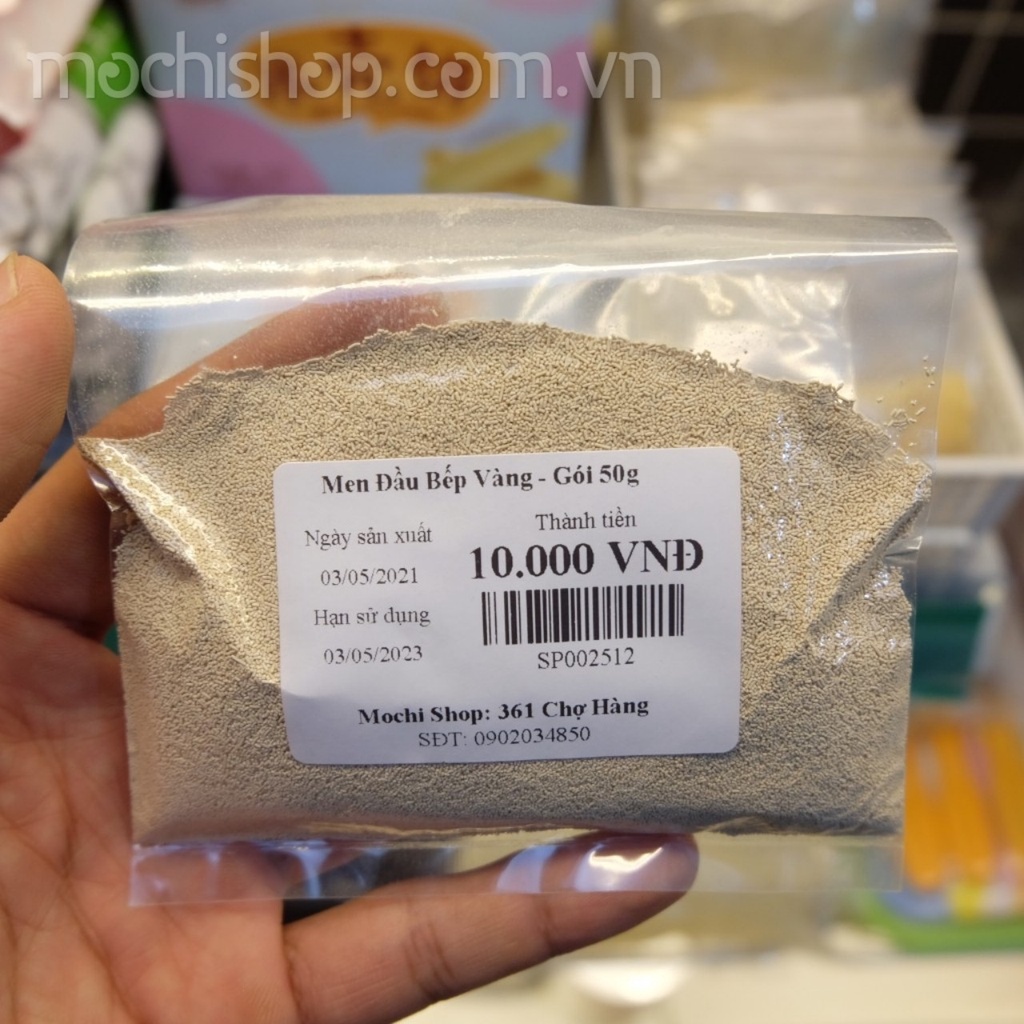 mochishop.com.vn
Men Đầu Bếp Vàng - Gói 50g
Ngày sản xuất
Thành tiền
03/05/2021
10.000 VNĐ
Hạn sử dụng
03/05/2023
SP002512
Mochi Shop: 361 Chợ Hàng
SĐT: 0902034850